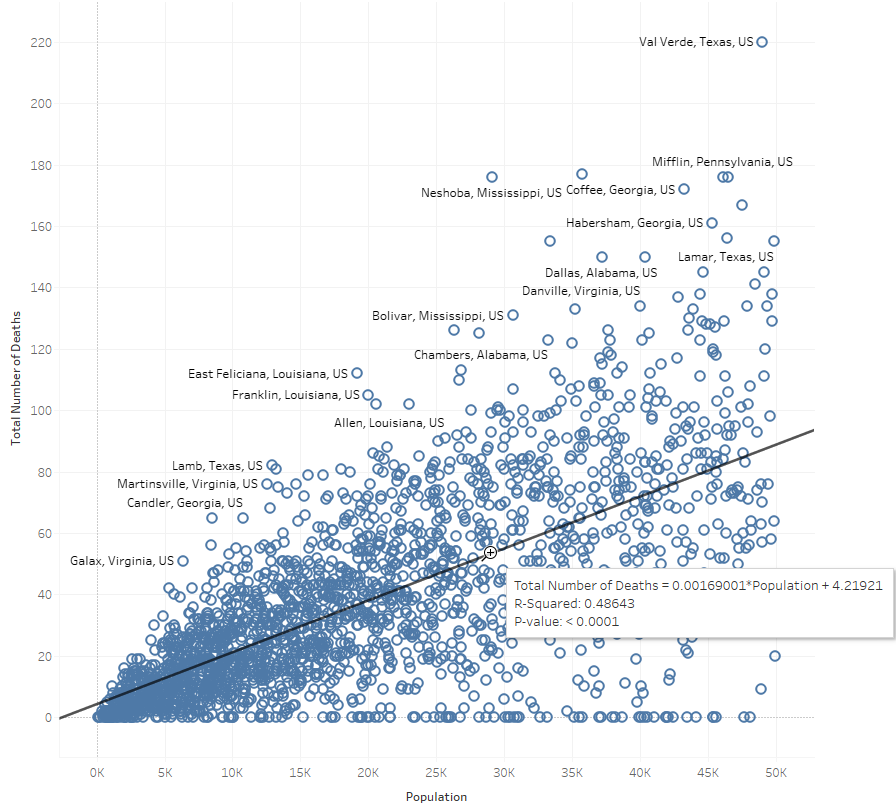 220
Val Verde, Texas, US
200
180
Mifflin, Pennsylvania, US
Neshoba, Mississippi, US
Coffee, Georgia, US
160
Habersham, Georgia, US
Lamar, Texas, US
Dallas, Alabama, US
140
Danville, Virginia, US
Bolivar, Mississippi, US
120
Chambers, Alabama, US
East Feliciana, Louisiana, US
Franklin, Louisiana, US
100
Allen, Louisiana, US
Lamb, Texas, US
80
Martinsville, Virginia, US
Candler, Georgia, US
60
Galax, Virginia, US
Total Number of Deaths = 0.00169001*Population + 4.21921
R-Squared: 0.48643
P-value: < 0.0001
40
20
0
Total Number of Deaths
0K 5K 10K 15K 20K 25K 30K 35K 40K 45K 50K
Population